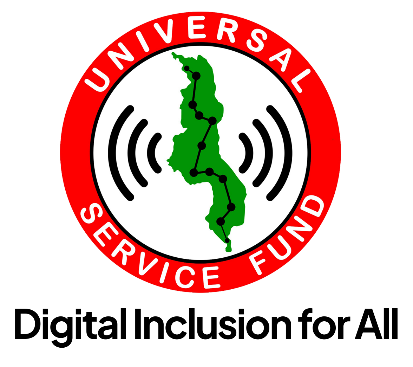 UNIVERSAL
SERVICE FUND
Digital Inclusion for All